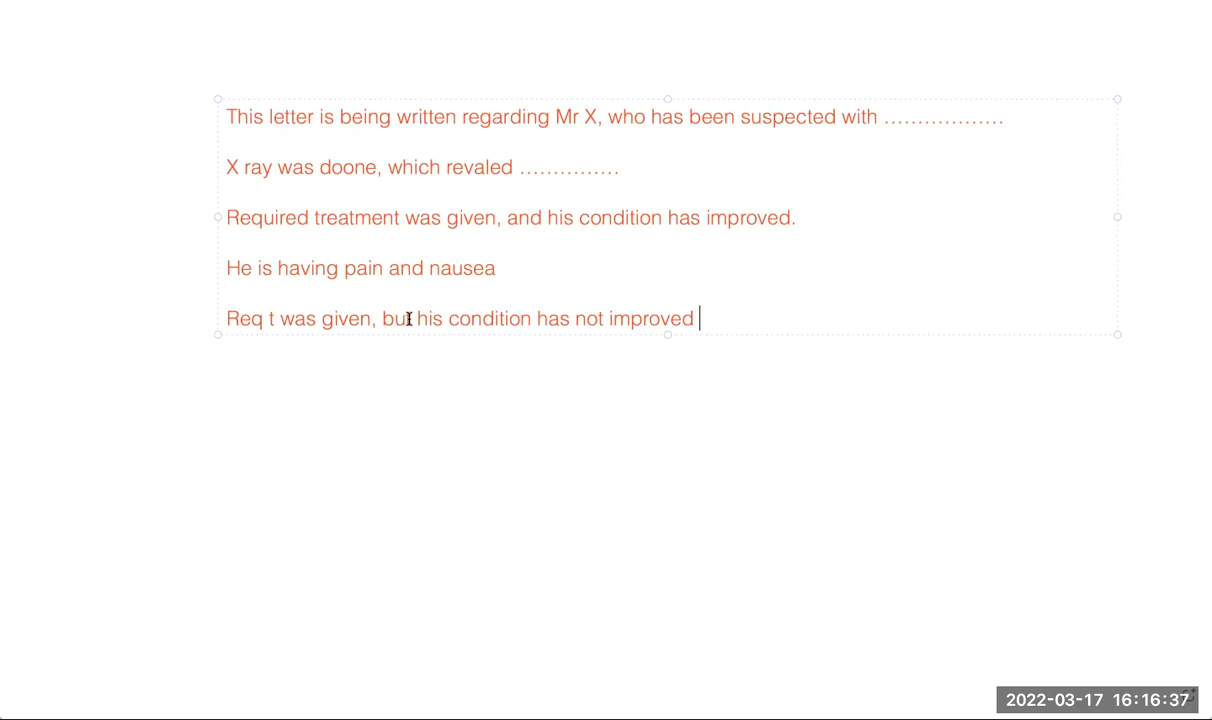 This letter is being written regarding Mr X, who has been suspected with ..................
X ray was doone, which revaled ...............
Required treatment was given, and his condition has improved.
He is having pain and nausea
Req t was given, but his condition has not improved
2022-03-17 16:16:37